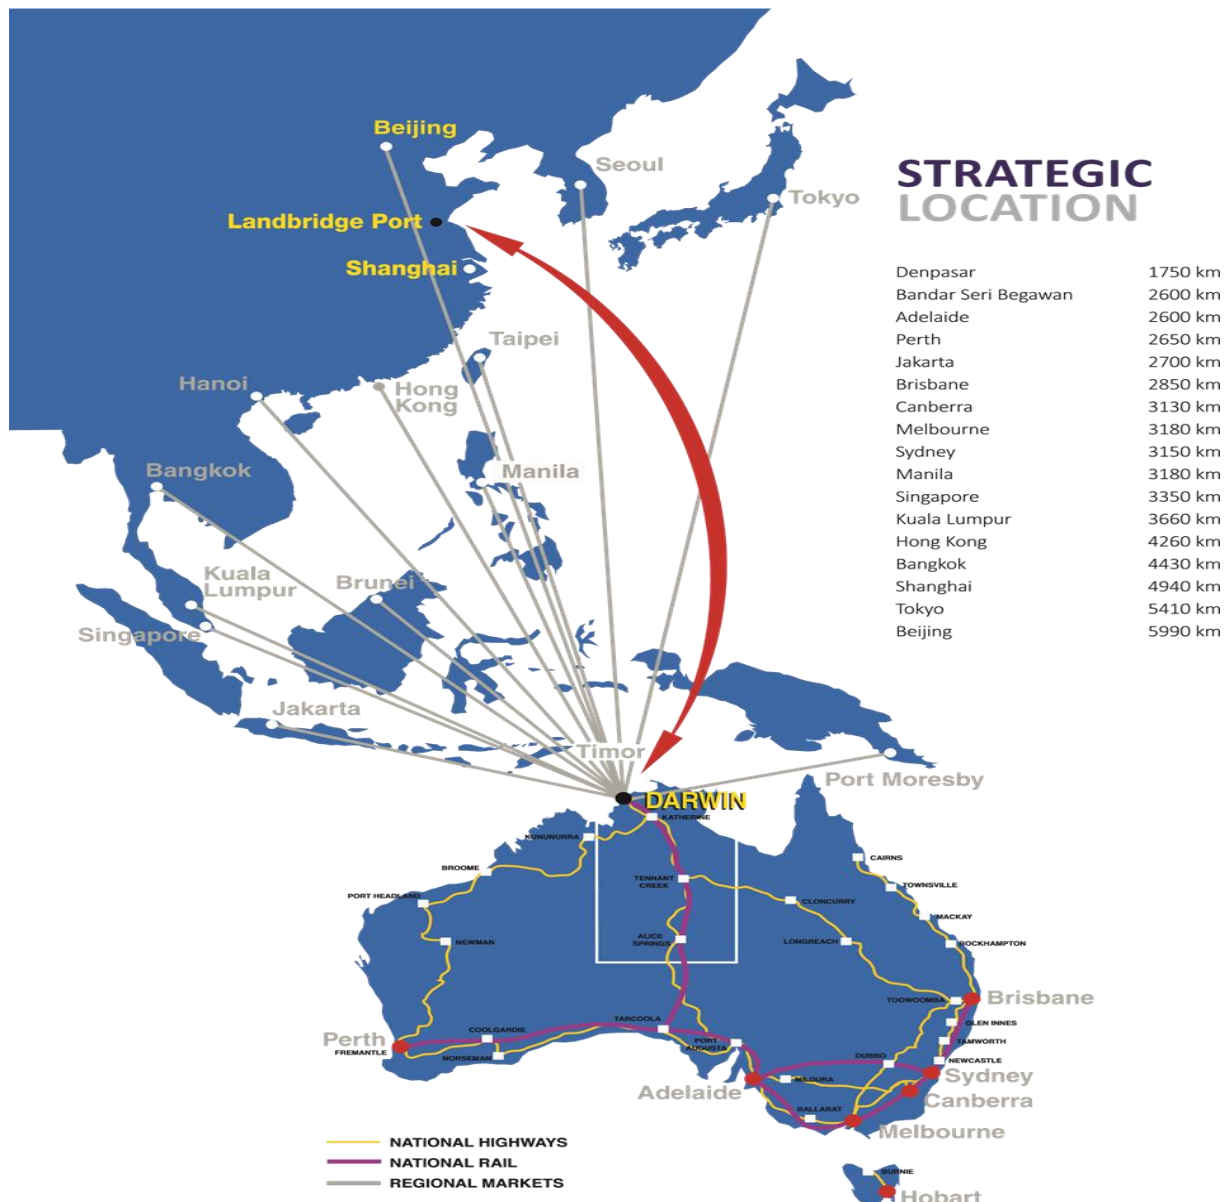 Beijing
Seoul
Tokyo
Landbridge Port
Shanghai
Taipei
Hanoi
Hong
Kong
Bangkok
Manila
Kuala
Lumpur
Brunei
Singapore
Jakarta
Timor
Port Moresby
STRATEGIC
LOCATION
Denpasar 1750 km
Bandar Seri Begawan 2600 km
Adelaide 2600 km
Perth 2650 km
Jakarta 2700 km
Brisbane 2850 km
Canberra 3130 km
Melbourne 3180 km
Sydney 3150 km
Manila 3180 km
Singapore 3350 km
Kuala Lumpur 3660 km
Hong Kong 4260 km
Bangkok 4430 km
Shanghai 4940 km
Tokyo 5410 km
Beijing 5990 km
DARWIN
KATHERINE
KUNUNURRA
BROOME
PORT HEADLAND
NEWMAN
TENNANT
CREEK
ALICE
SPRINGS
CLONCURRY
LONGREACH
CAIRNS
TOWNSVILLE
MACKAY
ROCKHAMPTON
TOOWOOMBA
Brisbane
GLEN INNES
TAMWORTH
NEWCASTLE
DUBBO
Sydney
Canberra
Melbourne
MILDURA
BALLARAT
Adelaide
PORT
AUGUSTA
TARCOOLA
COOLGARDIE
NORSEMAN
Perth
FREMANTLE
BURNIE
Hobart
NATIONAL HIGHWAYS
NATIONAL RAIL
REGIONAL MARKETS